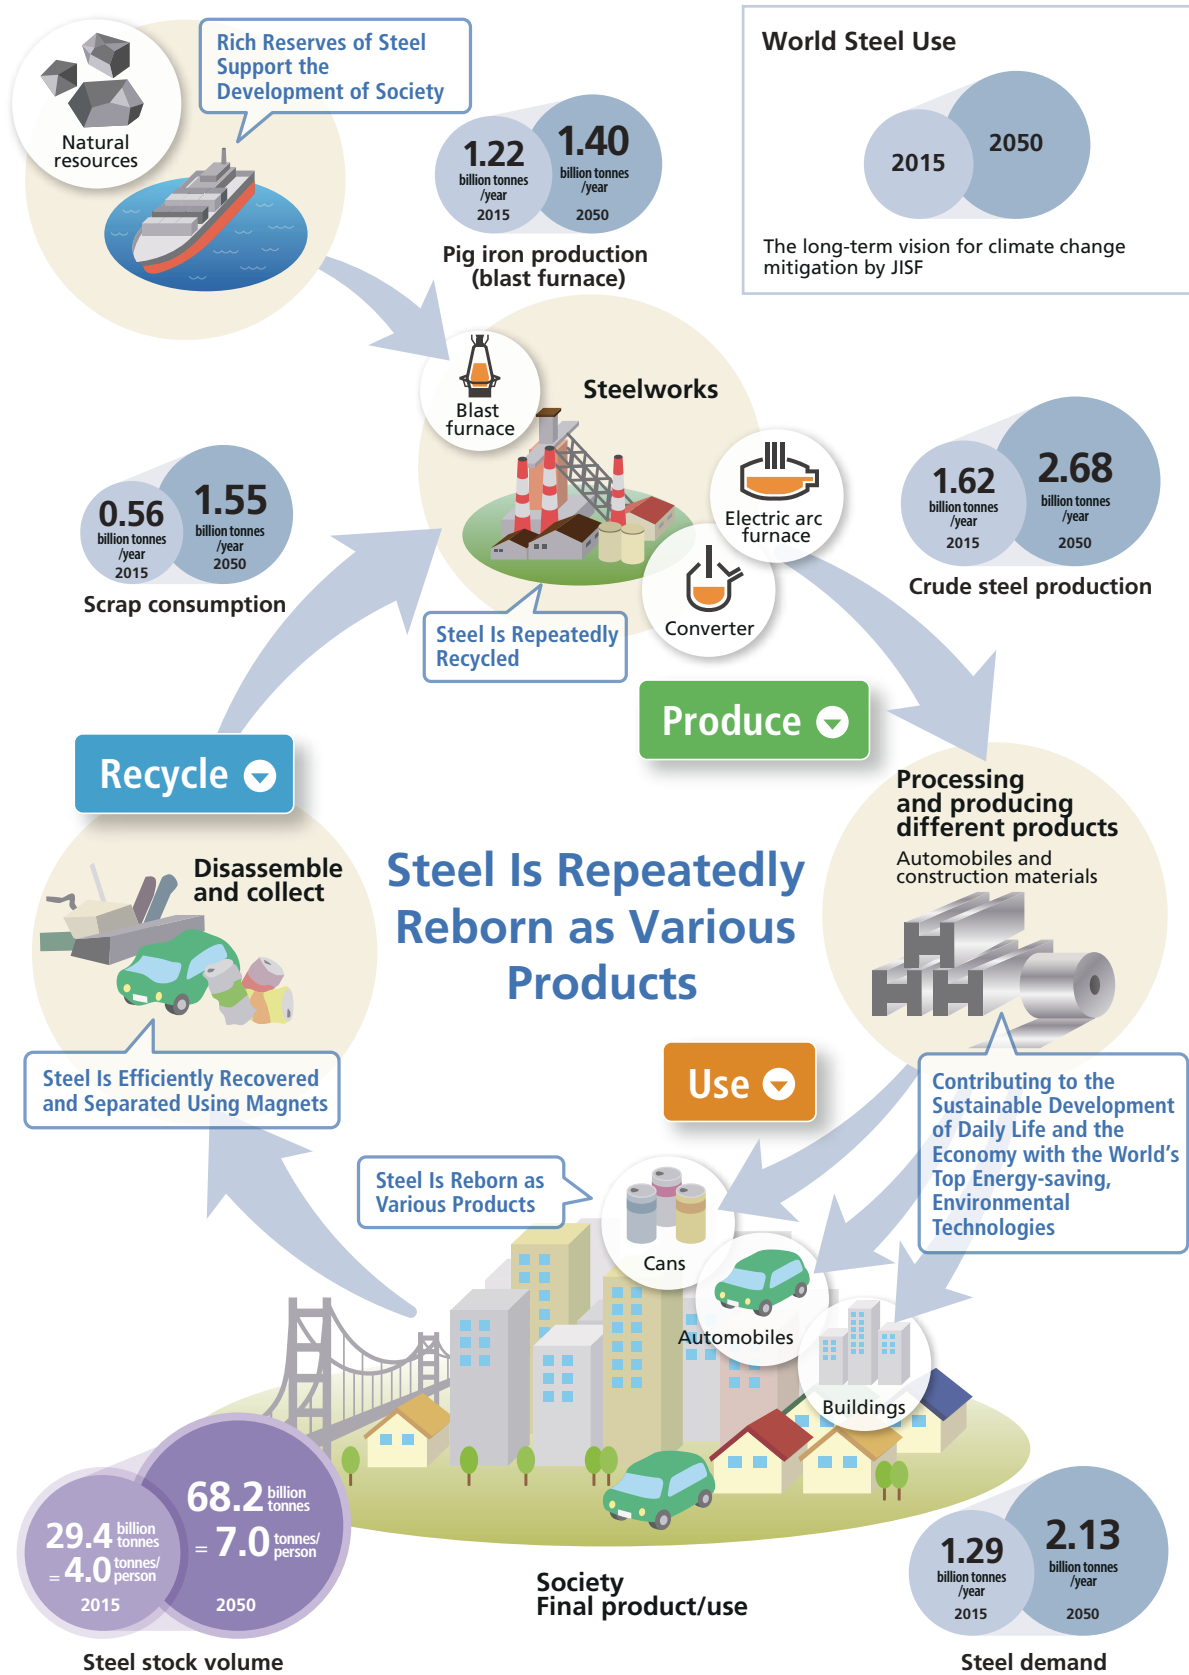 Rich Reserves of Steel
Support the
Development of Society
Natural
resources
World Steel Use
2015
2050
The long-term vision for climate change
mitigation by JISF
1.22
billion tonnes
/year
2015
1.40
billion tonnes
/year
2050
Pig iron production
(blast furnace)
Blast
furnace
Steelworks
Electric arc
furnace
Converter
0.56
billion tonnes
/year
2015
1.55
billion tonnes
/year
2050
Scrap consumption
1.62
billion tonnes
/year
2015
2.68
billion tonnes
/year
2050
Crude steel production
Steel Is Repeatedly
Recycled
Produce
Recycle
Processing
and producing
different products
Automobiles and
construction materials
Disassemble
and collect
Steel Is Repeatedly
Reborn as Various
Products
Steel Is Efficiently Recovered
and Separated Using Magnets
Use
Contributing to the
Sustainable Development
of Daily Life and the
Economy with the World's
Top Energy-saving,
Environmental
Technologies
Steel Is Reborn as
Various Products
Cans
Automobiles
Buildings
29.4 billion tonnes
= 4.0 tonnes/person
2015
68.2 billion tonnes
= 7.0 tonnes/person
2050
Steel stock volume
Society
Final product/use
1.29
billion tonnes
/year
2015
2.13
billion tonnes
/year
2050
Steel demand